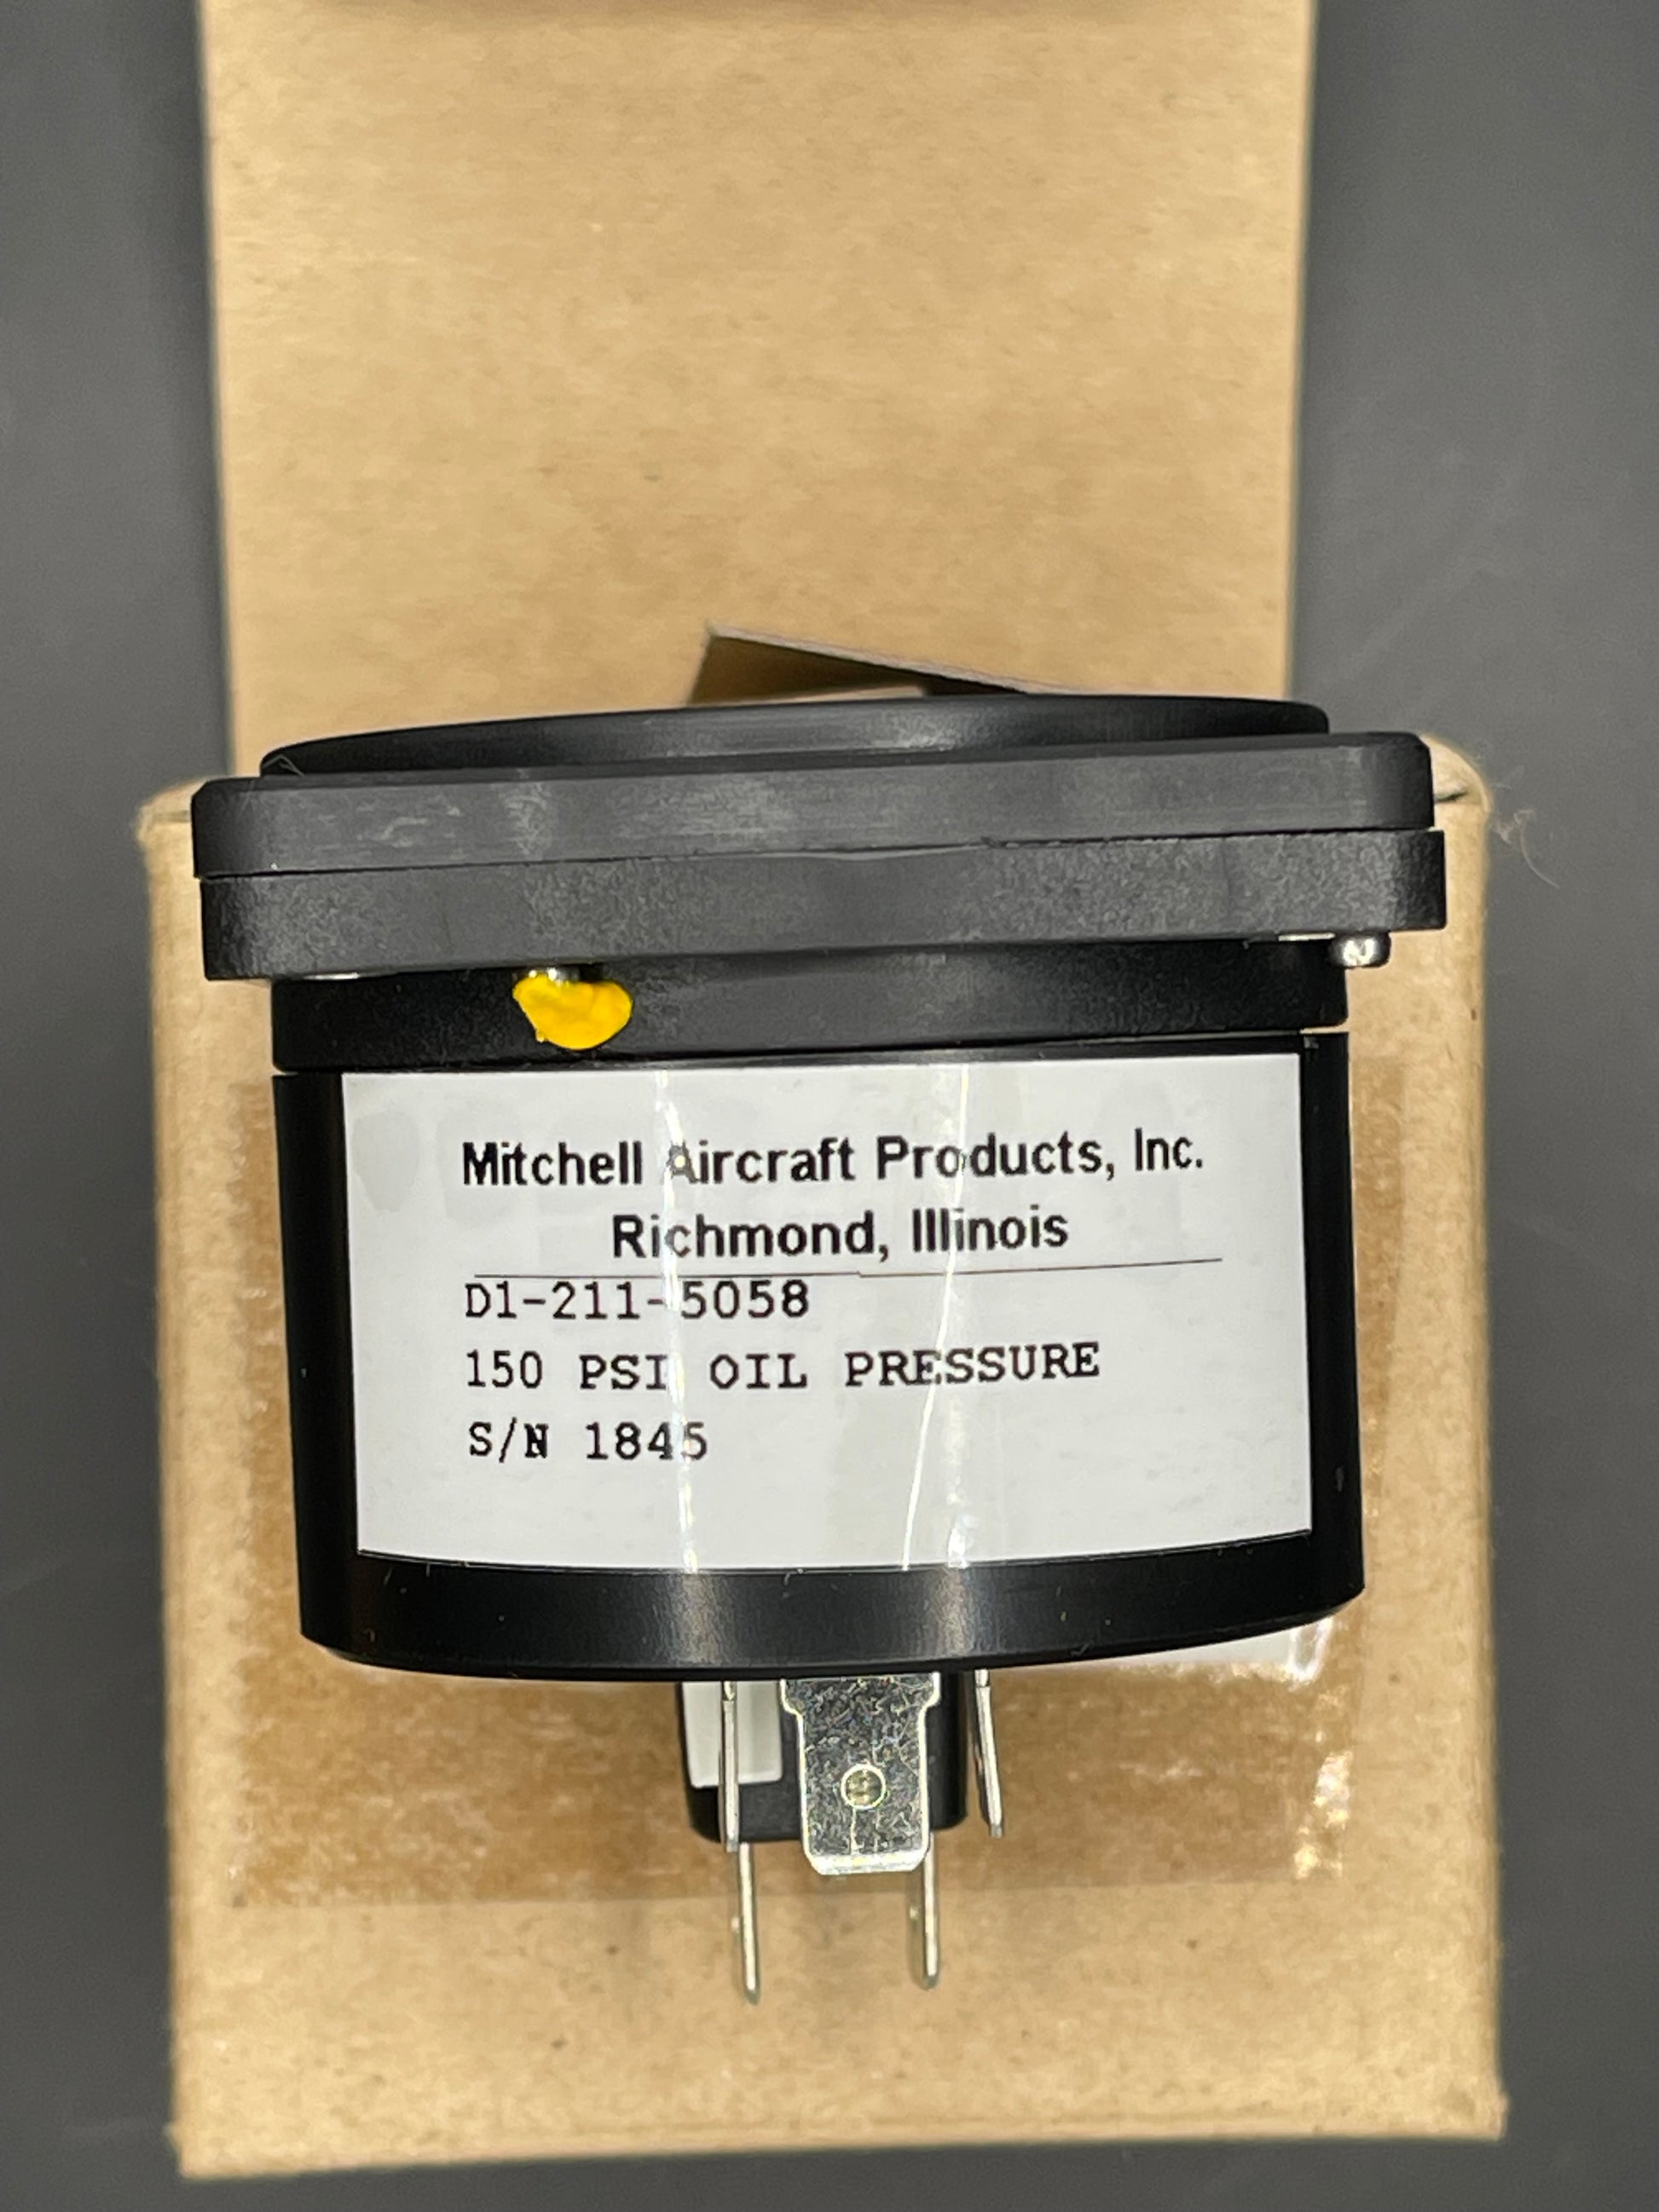 Mitchell Aircraft Products, Inc.
Richmond, Illinois
D1-211-5058
150 PSI OIL PRESSURE
S/N 1845